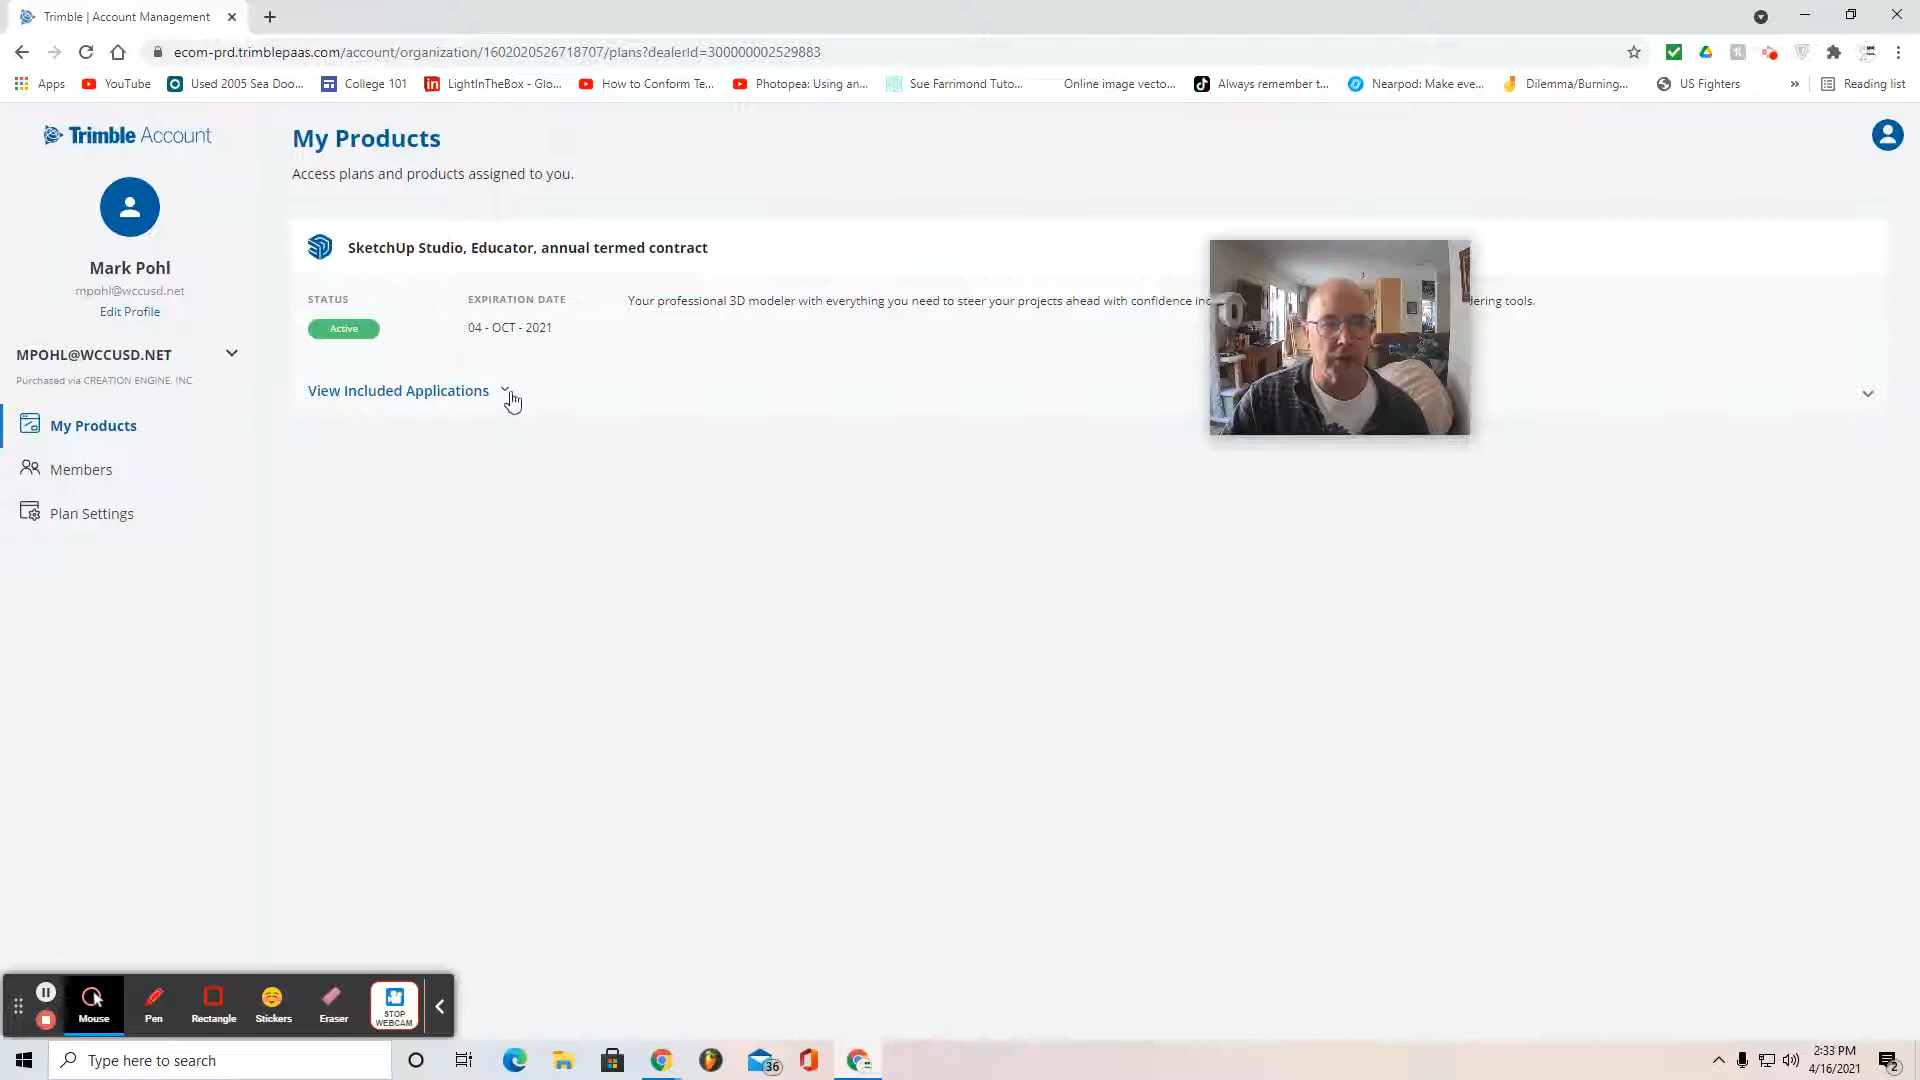 Trimble | Account Management
ecom-prd.trimblepaas.com/account/organization/1602020526718707/plans?dealerId=300000002529883
Apps
YouTube
Used 2005 Sea Doo...
College 101
LightInTheBox - Glo...
How to Conform Te...
Photopea: Using an...
Sue Farrimond Tuto...
Online image vecto...
Always remember t...
Nearpod: Make eve...
Dilemma/Burning...
US Fighters
»
Reading list
Trimble Account
My Products
Access plans and products assigned to you.
Mark Pohl
mpohl@wccusd.net
Edit Profile
MPOHL@WCCUSD.NET
Purchased via CREATION ENGINE. INC.
My Products
Members
Plan Settings
SketchUp Studio, Educator, annual termed contract
STATUS
EXPIRATION DATE
Your professional 3D modeler with everything you need to steer your projects ahead with confidence
dering tools.
Active
04 - OCT - 2021
View Included Applications
Mouse
Pen
Rectangle
Stickers
Eraser
STOP
WEBCAM
Type here to search
36
2:33 PM
4/16/2021
2